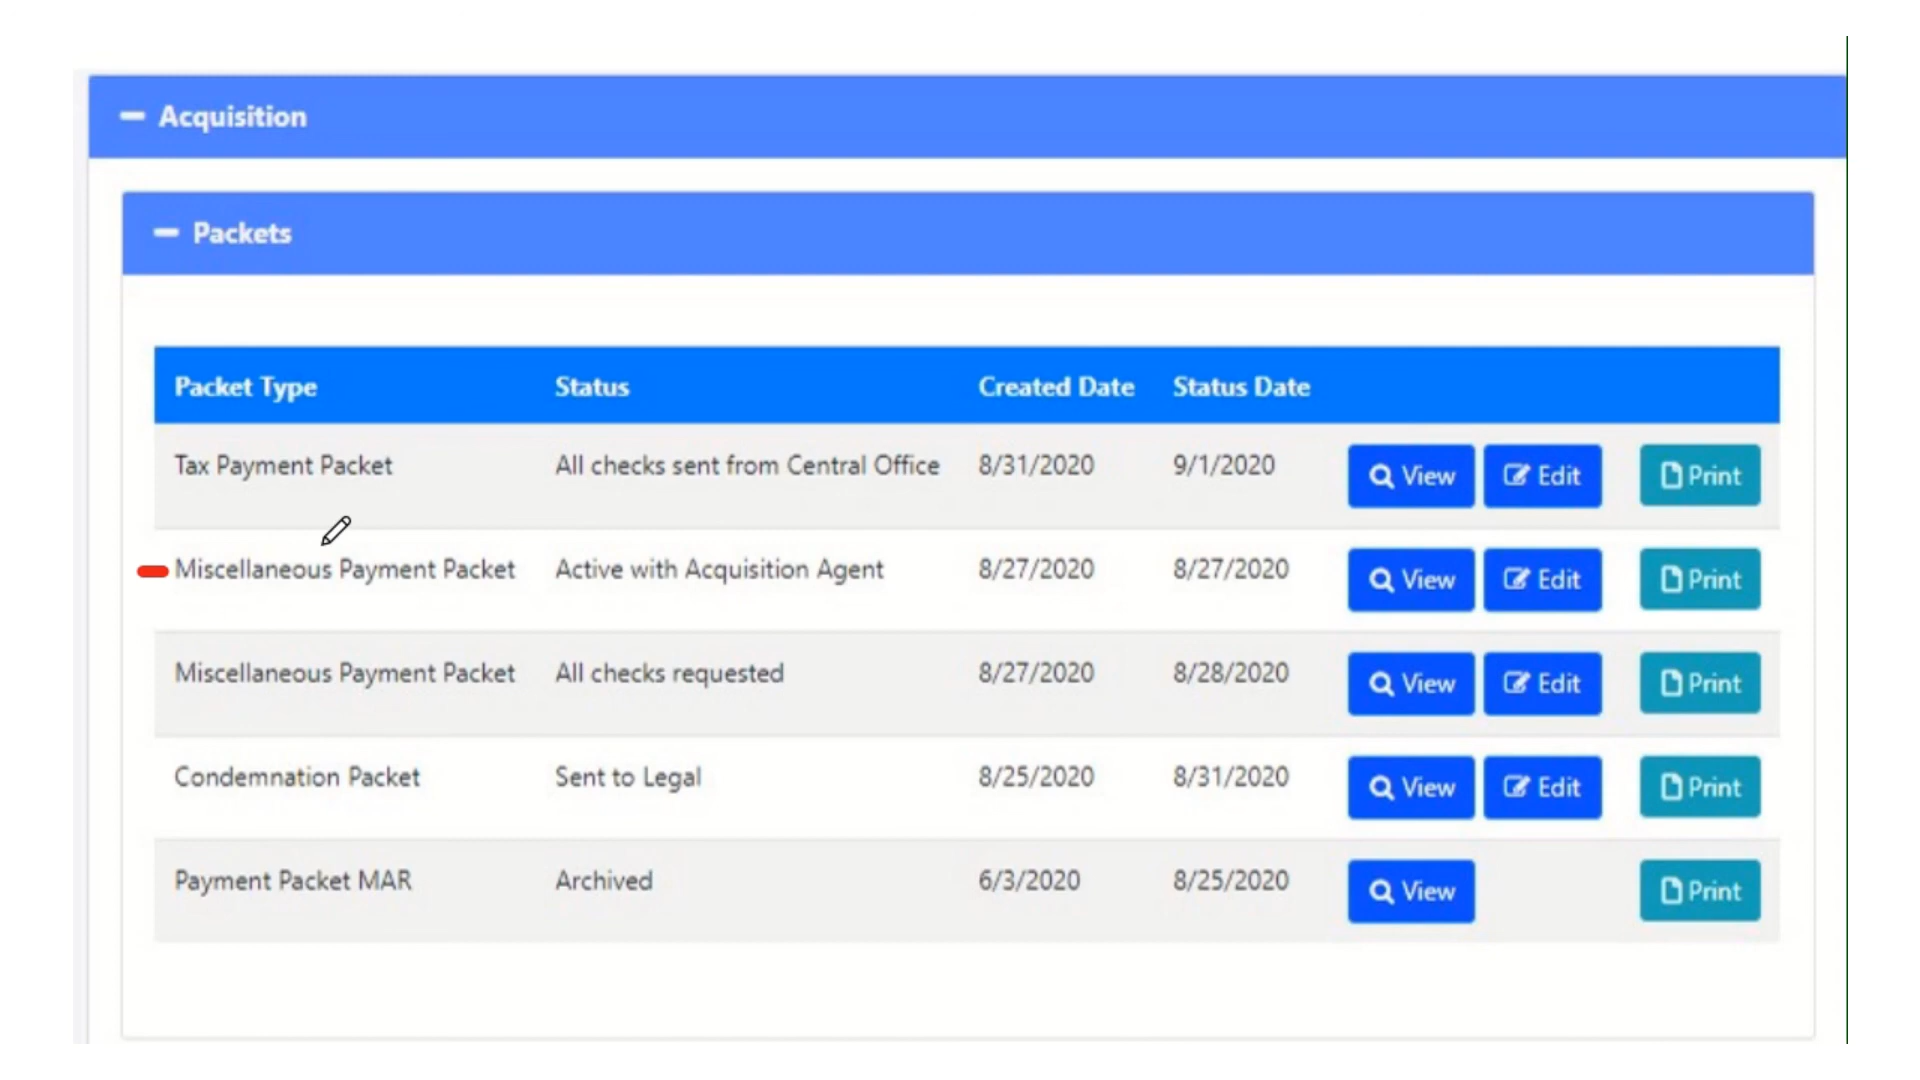 Acquisition
Packets
Packet Type Status Created Date Status Date
Tax Payment Packet All checks sent from Central Office 8/31/2020 9/1/2020 View Edit Print
Miscellaneous Payment Packet Active with Acquisition Agent 8/27/2020 8/27/2020 View Edit Print
Miscellaneous Payment Packet All checks requested 8/27/2020 8/28/2020 View Edit Print
Condemnation Packet Sent to Legal 8/25/2020 8/31/2020 View Edit Print
Payment Packet MAR Archived 6/3/2020 8/25/2020 View Print